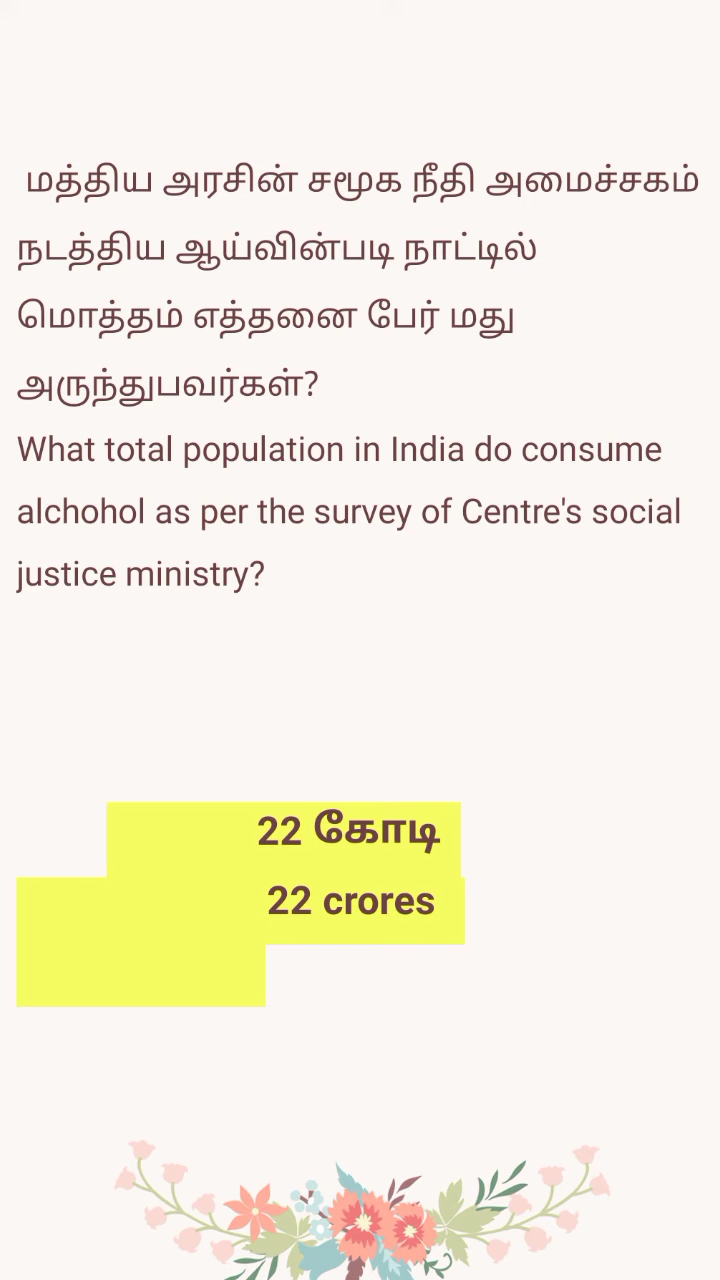 மத்திய அரசின் சமூக நீதி அமைச்சகம்
நடத்திய ஆய்வின்படி நாட்டில்
மொத்தம் எத்தனை பேர் மது
அருந்துபவர்கள்?
What total population in India do consume
alchohol as per the survey of Centre's social
justice ministry?
22 கோடி
22 crores